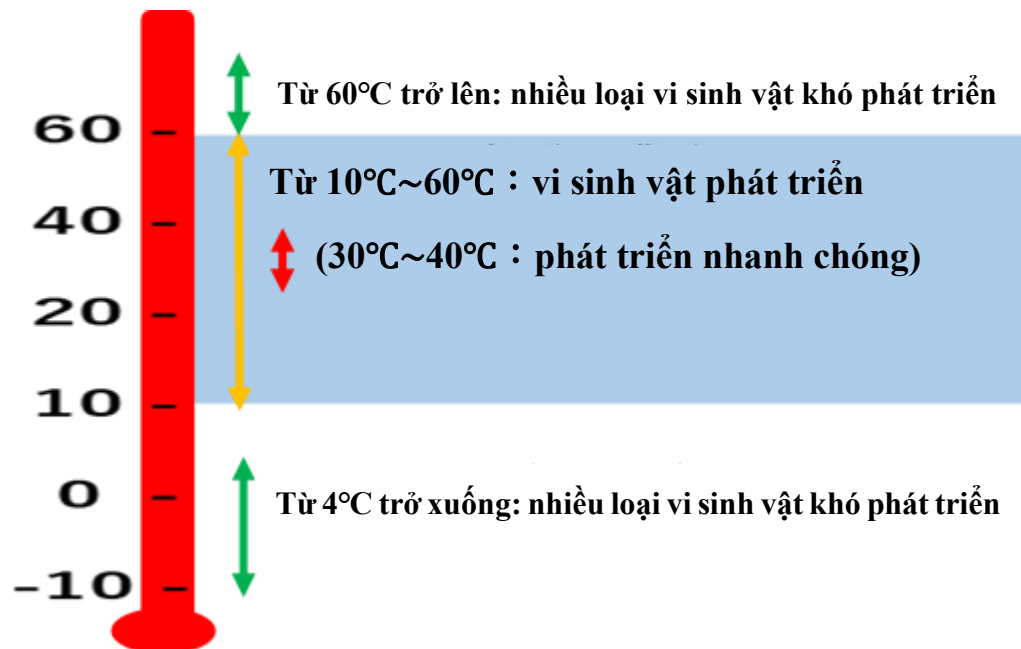 Từ 60°C trở lên: nhiều loại vi sinh vật khó phát triển
60
Từ 10℃~60℃：vi sinh vật phát triển
40
(30℃~40℃：phát triển nhanh chóng)
20
10
0
Từ 4°C trở xuống: nhiều loại vi sinh vật khó phát triển
-10